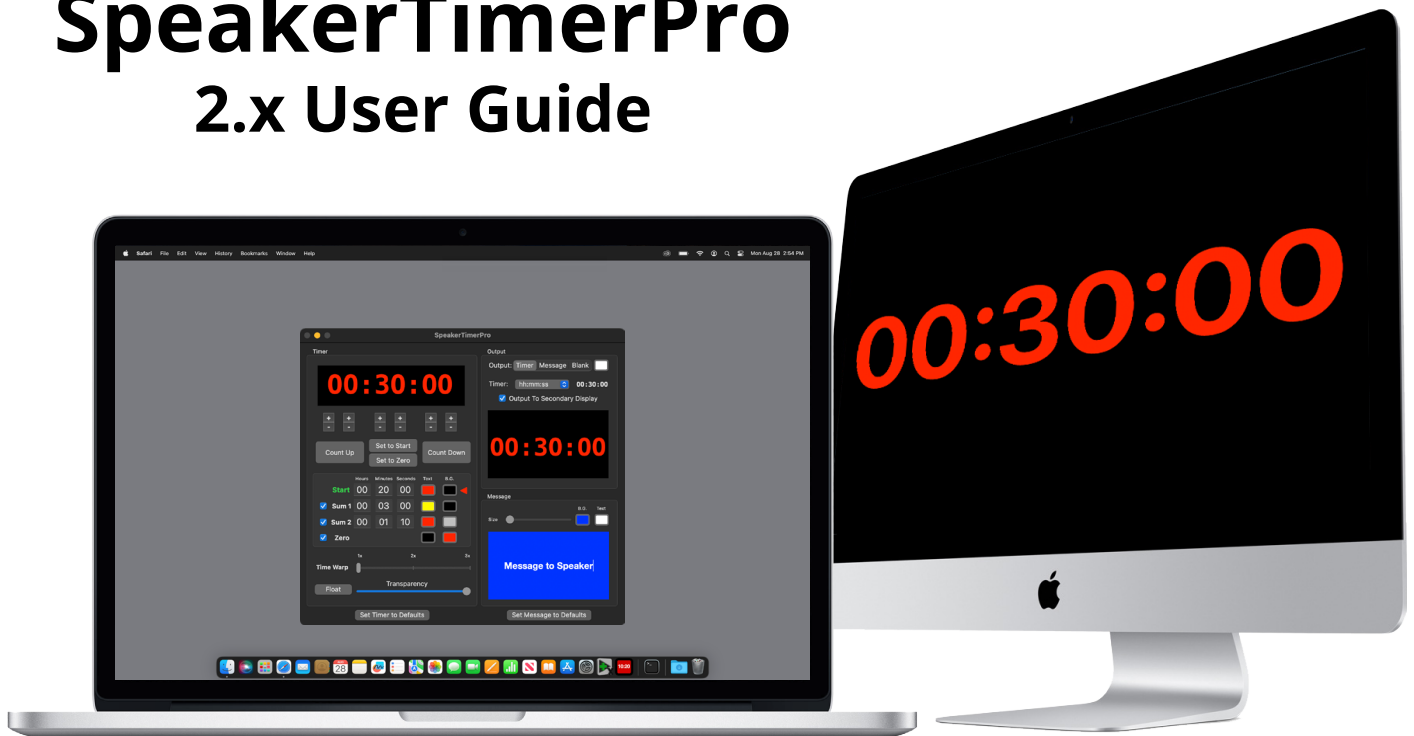 SpeakerTimerPro
2.x User Guide
Safari File Edit View History Bookmarks Window Help
Mon Aug 28 2:54 PM
SpeakerTimerPro
Timer
00:30:00
+ + + + + +
- - - - - -
Count Up
Set to Start
Set to Zero
Count Down
Hours Minutes Seconds Text B.G.
Start 00 20 00
Sum 1 00 03 00
Sum 2 00 01 10
Zero
1x 2x 3x
Time Warp
Transparency
Float
Set Timer to Defaults
Output
Output: Timer Message Blank
Timer: hh:mm:ss 00:30:00
Output To Secondary Display
00:30:00
Message
B.G. Text
Size
Message to Speaker
Set Message to Defaults
28
10:20
00:30:00